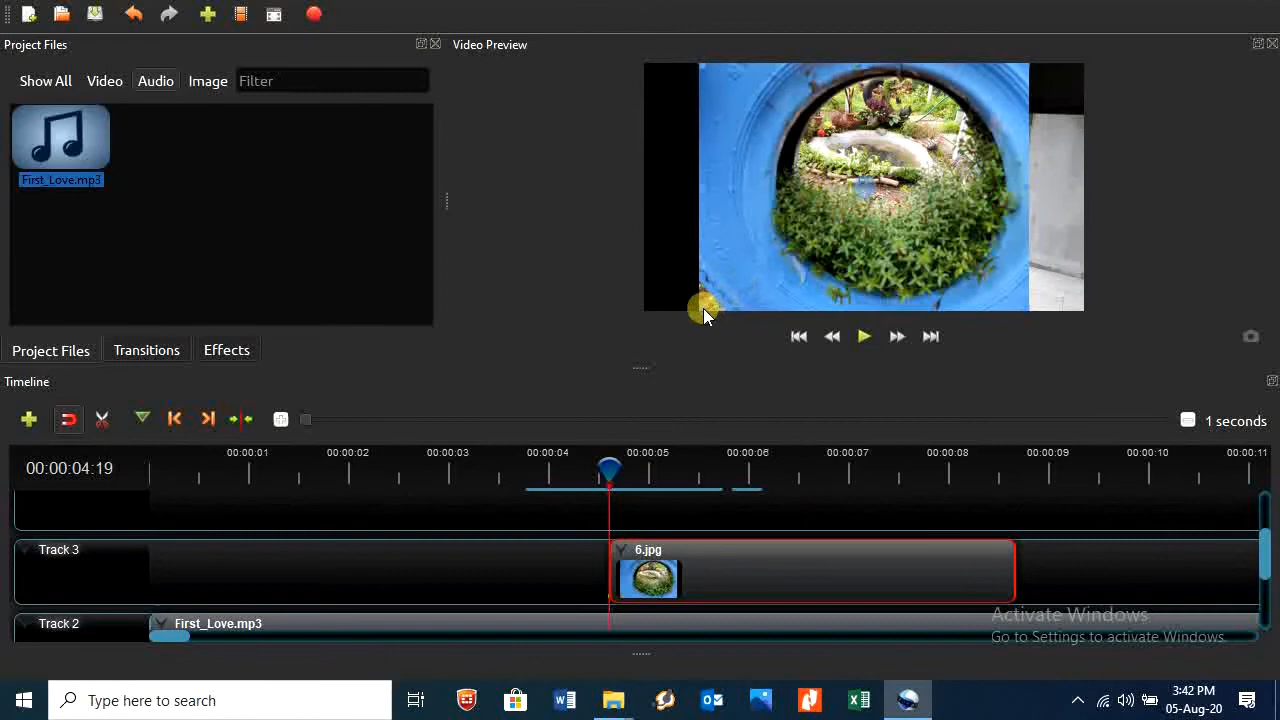 Project Files
Video Preview
Show All Video Audio Image Filter
First_Love.mp3
Project Files Transitions Effects
Timeline
1 seconds
00:00:04:19
00:00:01 00:00:02 00:00:03 00:00:04 00:00:05 00:00:06 00:00:07 00:00:08 00:00:09 00:00:10 00:00:11
Track 3
6.jpg
Track 2
First_Love.mp3
Activate Windows
Go to Settings to activate Windows.
Type here to search
3:42 PM
05-Aug-20